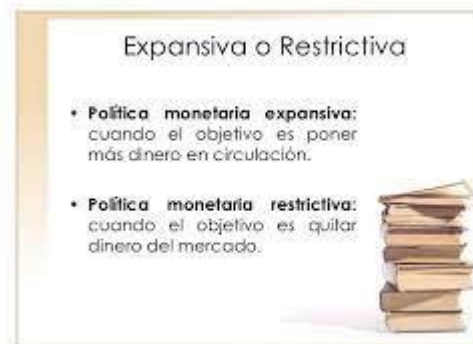 Expansiva o Restrictiva
• Política monetaria expansiva:
cuando el objetivo es poner
más dinero en circulación.
• Política monetaria restrictiva:
cuando el objetivo es quitar
dinero del mercado.